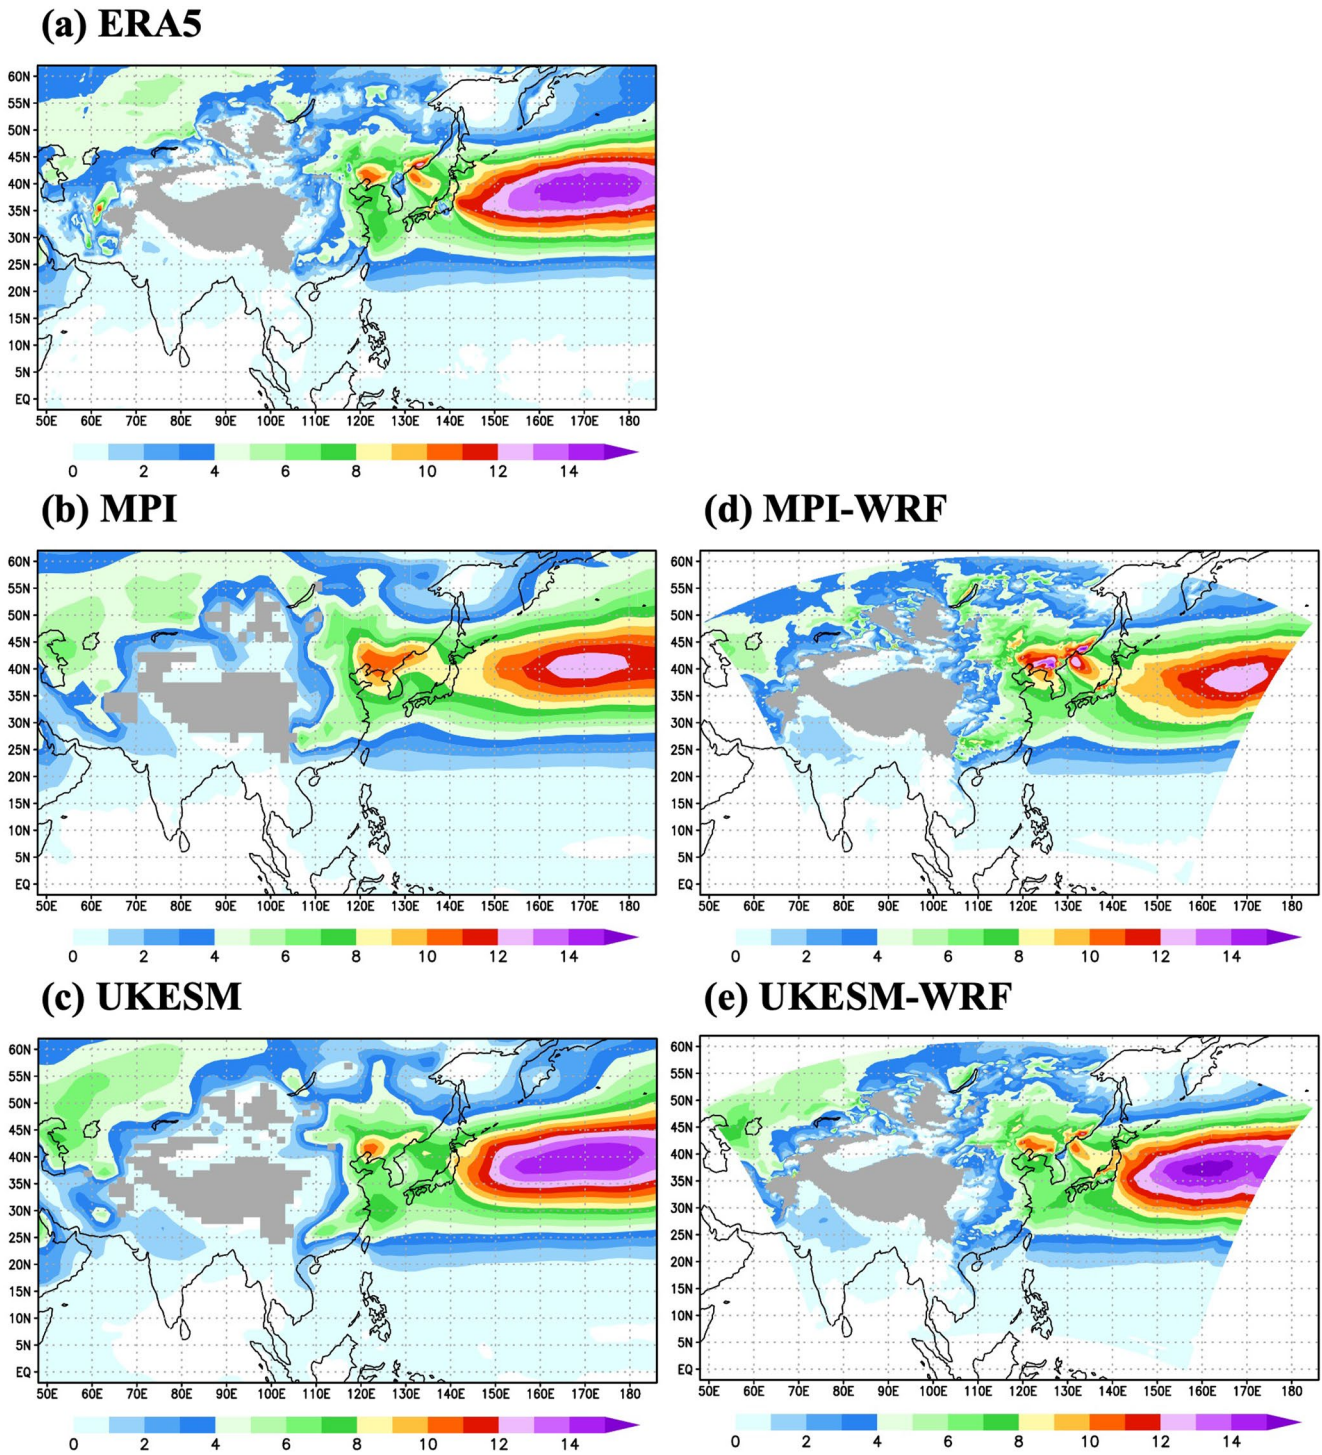 (a) ERA5
60N
55N
50N
45N
40N
35N
30N
25N
20N
15N
10N
5N
EQ
50E 60E 70E 80E 90E 100E 110E 120E 130E 140E 150E 160E 170E 180
0 2 4 6 8 10 12 14
(b) MPI
60N
55N
50N
45N
40N
35N
30N
25N
20N
15N
10N
5N
EQ
50E 60E 70E 80E 90E 100E 110E 120E 130E 140E 150E 160E 170E 180
0 2 4 6 8 10 12 14
(d) MPI-WRF
60N
55N
50N
45N
40N
35N
30N
25N
20N
15N
10N
5N
EQ
50E 60E 70E 80E 90E 100E 110E 120E 130E 140E 150E 160E 170E 180
0 2 4 6 8 10 12 14
(c) UKESM
60N
55N
50N
45N
40N
35N
30N
25N
20N
15N
10N
5N
EQ
50E 60E 70E 80E 90E 100E 110E 120E 130E 140E 150E 160E 170E 180
0 2 4 6 8 10 12 14
(e) UKESM-WRF
60N
55N
50N
45N
40N
35N
30N
25N
20N
15N
10N
5N
EQ
50E 60E 70E 80E 90E 100E 110E 120E 130E 140E 150E 160E 170E 180
0 2 4 6 8 10 12 14